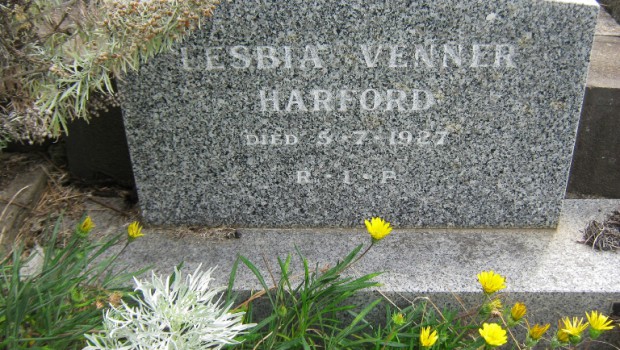 LESBIA VENNER
HARFORD
DIED 5-7-1927
R·I·P